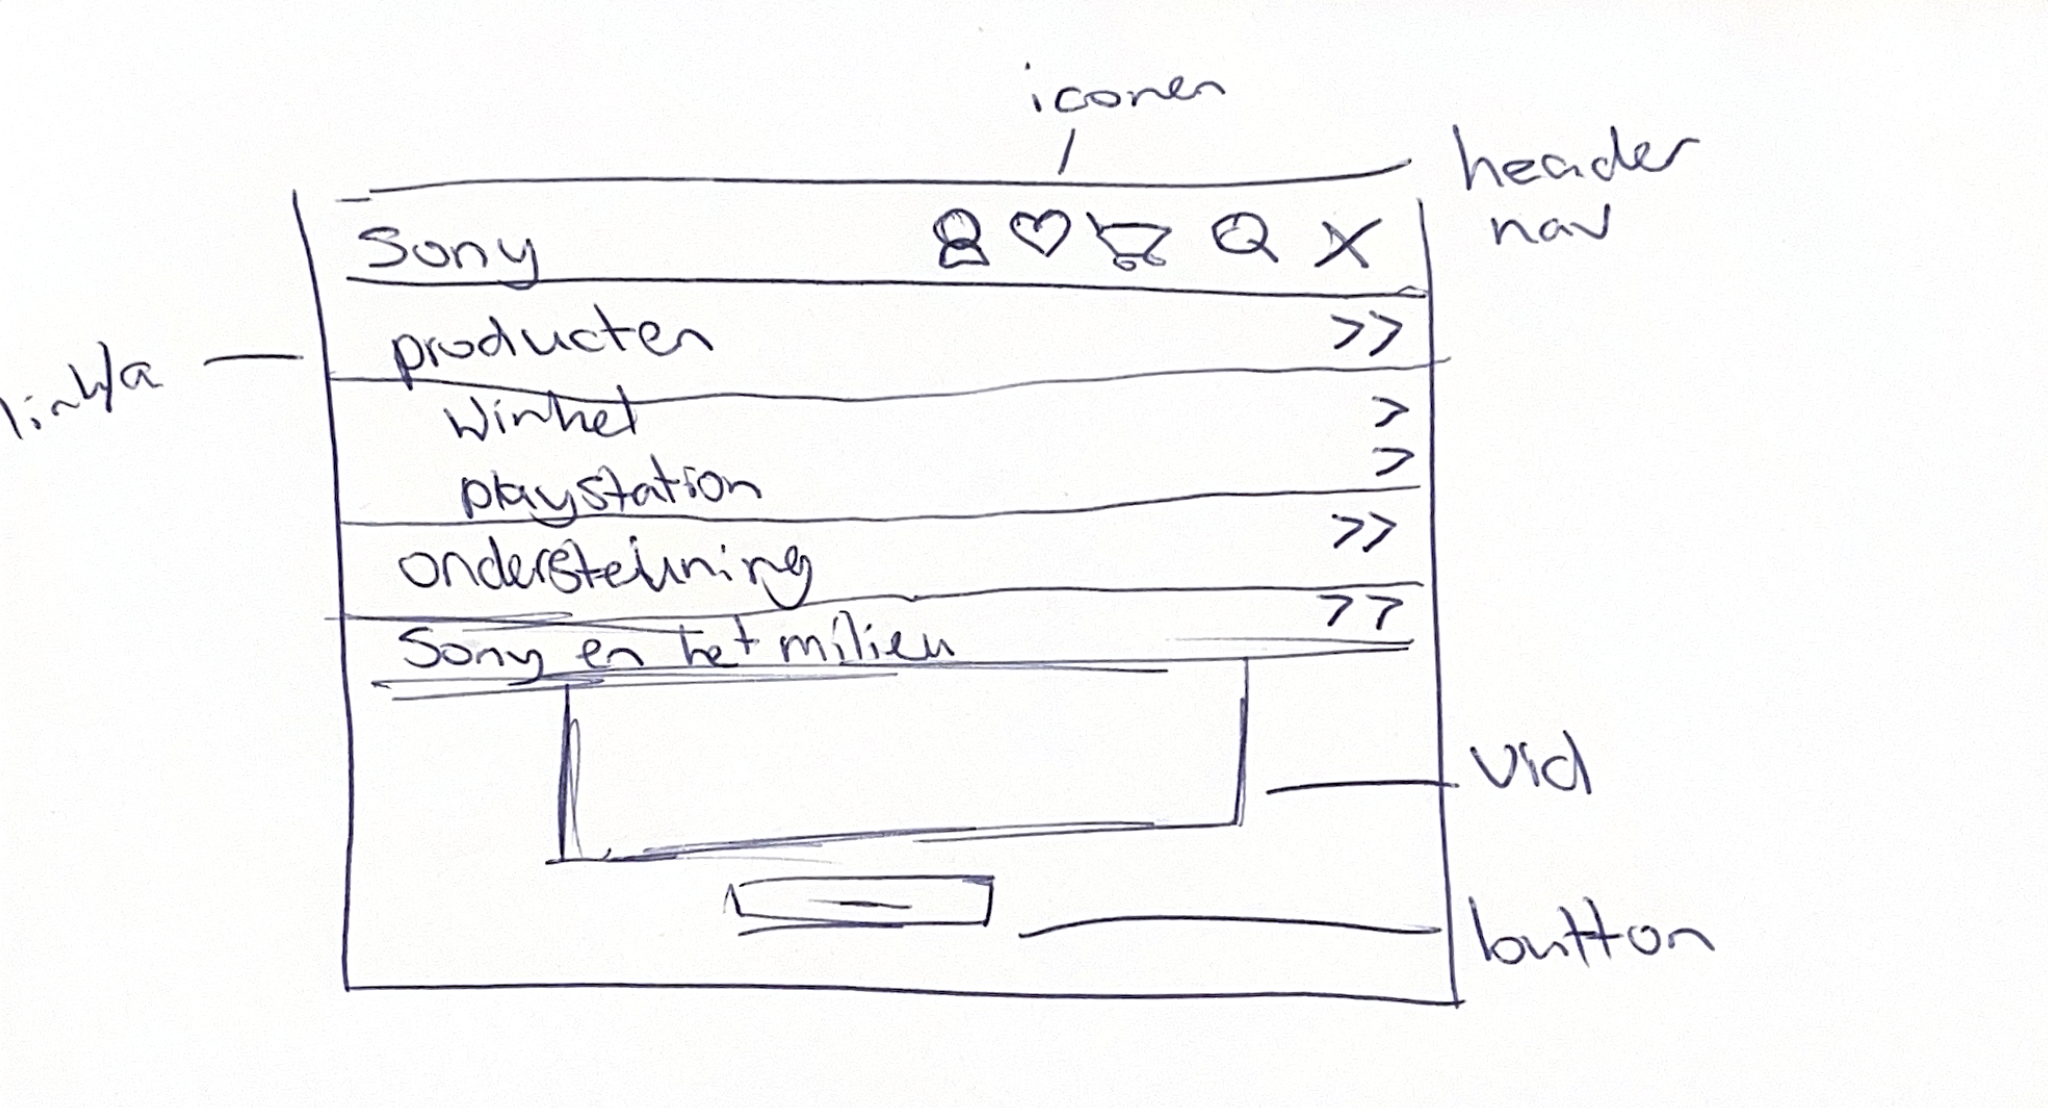 iconen
header
nav
Sony X
producten >>
link/a
winkel >
playstation >
ondersteuning >>
Sony en het milieu >>
vid
button